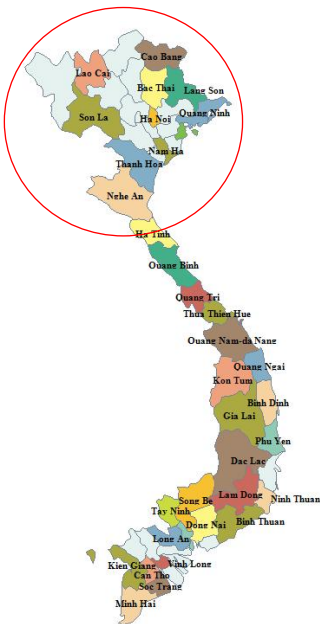 Cao Bang
Lao Cai
Bac Thai
Lang Son
Son La
Ha Noi
Quang Ninh
Nam Ha
Thanh Hoa
Nghe An
Ha Tinh
Quang Binh
Quang Tri
Thua Thien Hue
Quang Nam-da Nang
Quang Ngai
Kon Tum
Binh Dinh
Gia Lai
Phu Yen
Dac Lac
Lam Dong
Ninh Thuan
Song Be
Tay Ninh
Dong Nai
Binh Thuan
Long An
Kien Giang
Vinh Long
Can Tho
Soc Trang
Minh Hai